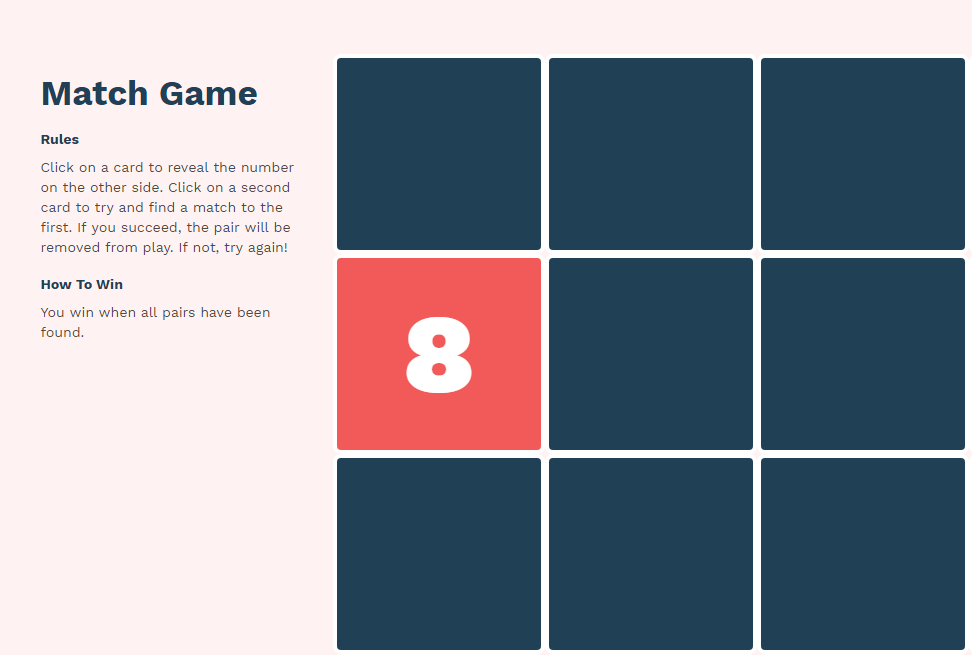 Match Game
Rules
Click on a card to reveal the number
on the other side. Click on a second
card to try and find a match to the
first. If you succeed, the pair will be
removed from play. If not, try again!
How To Win
You win when all pairs have been
found.
8